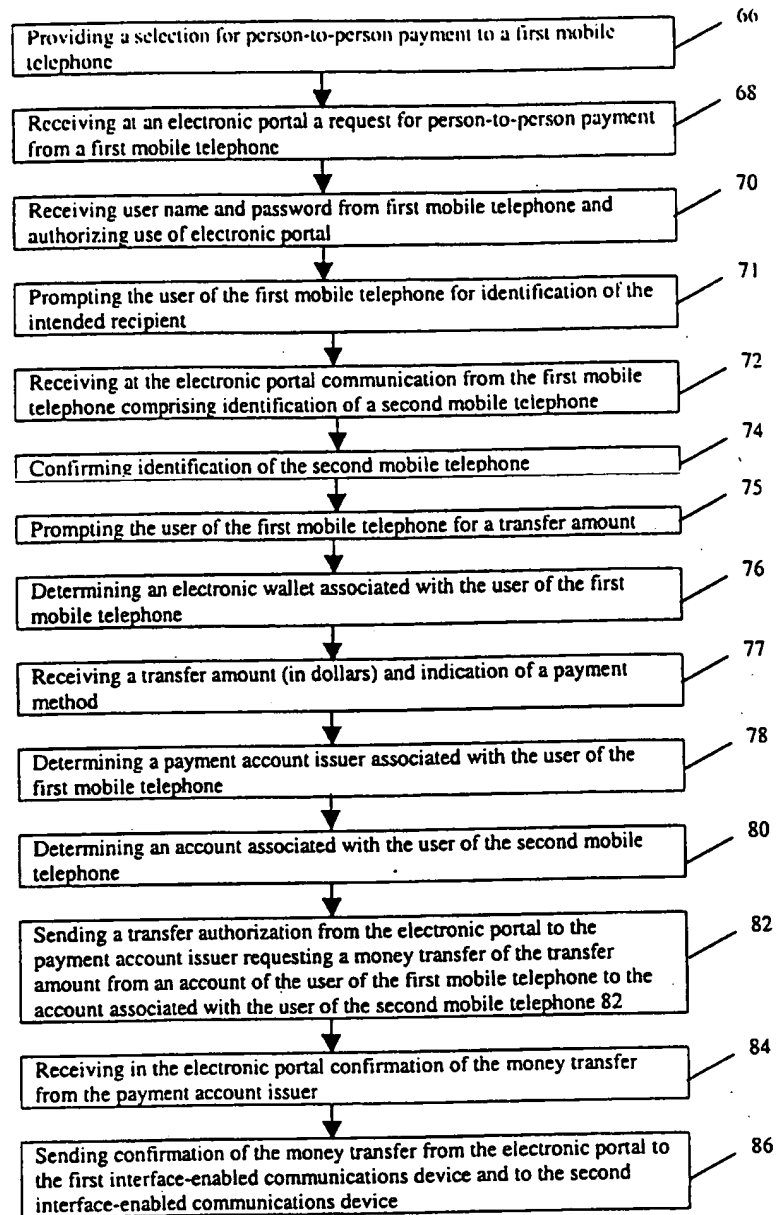 66
Providing a selection for person-to-person payment to a first mobile
telephone
68
Receiving at an electronic portal a request for person-to-person payment
from a first mobile telephone
70
Receiving user name and password from first mobile telephone and
authorizing use of electronic portal
71
Prompting the user of the first mobile telephone for identification of the
intended recipient
72
Receiving at the electronic portal communication from the first mobile
telephone comprising identification of a second mobile telephone
74
Confirming identification of the second mobile telephone
75
Prompting the user of the first mobile telephone for a transfer amount
76
Determining an electronic wallet associated with the user of the first
mobile telephone
77
Receiving a transfer amount (in dollars) and indication of a payment
method
78
Determining a payment account issuer associated with the user of the
first mobile telephone
80
Determining an account associated with the user of the second mobile
telephone
82
Sending a transfer authorization from the electronic portal to the
payment account issuer requesting a money transfer of the transfer
amount from an account of the user of the first mobile telephone to the
account associated with the user of the second mobile telephone 82
84
Receiving in the electronic portal confirmation of the money transfer
from the payment account issuer
86
Sending confirmation of the money transfer from the electronic portal to
the first interface-enabled communications device and to the second
interface-enabled communications device